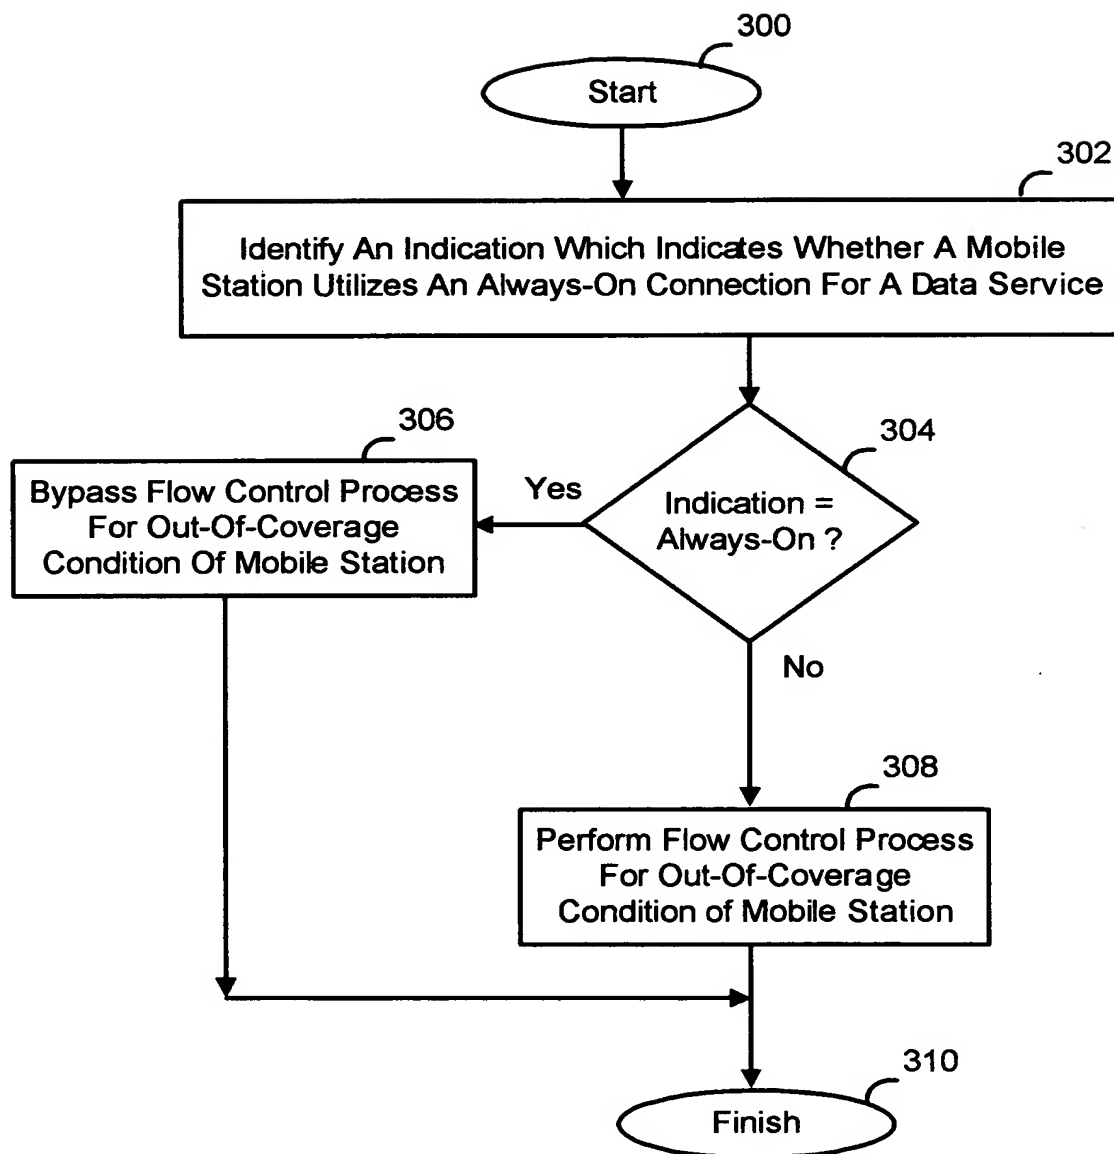 300
Start
302
Identify An Indication Which Indicates Whether A Mobile
Station Utilizes An Always-On Connection For A Data Service
304
Indication =
Always-On ?
Yes
306
Bypass Flow Control Process
For Out-Of-Coverage
Condition Of Mobile Station
No
308
Perform Flow Control Process
For Out-Of-Coverage
Condition of Mobile Station
310
Finish